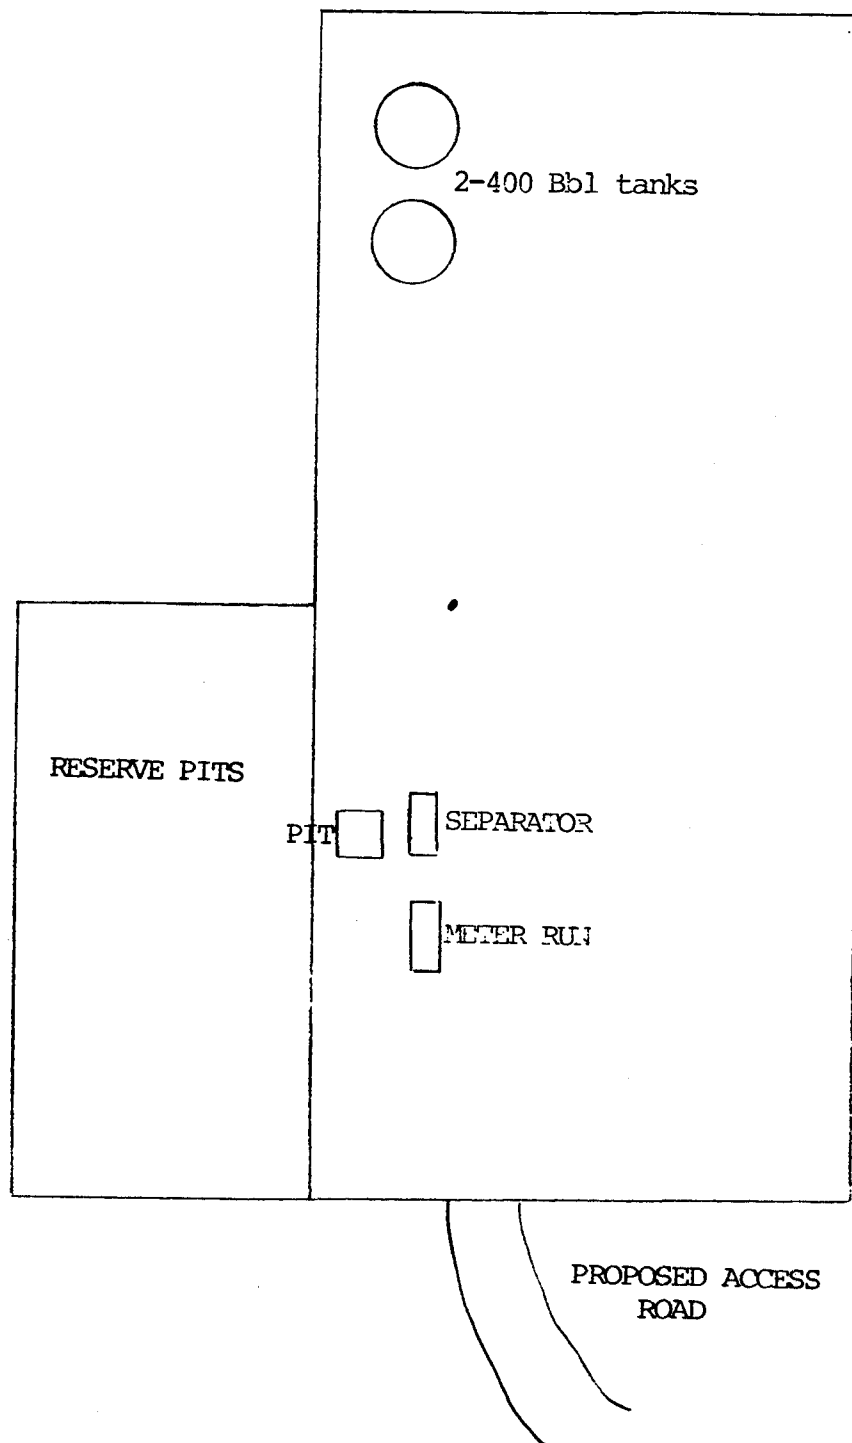 2-400 Bbl tanks
RESERVE PITS
PIT
SEPARATOR
METER RUN
PROPOSED ACCESS
ROAD